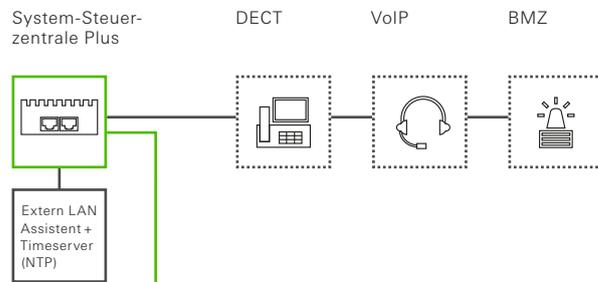 System-Steuer-
zentrale Plus
DECT
VoIP
BMZ
Extern LAN
Assistent +
Timeserver
(NTP)